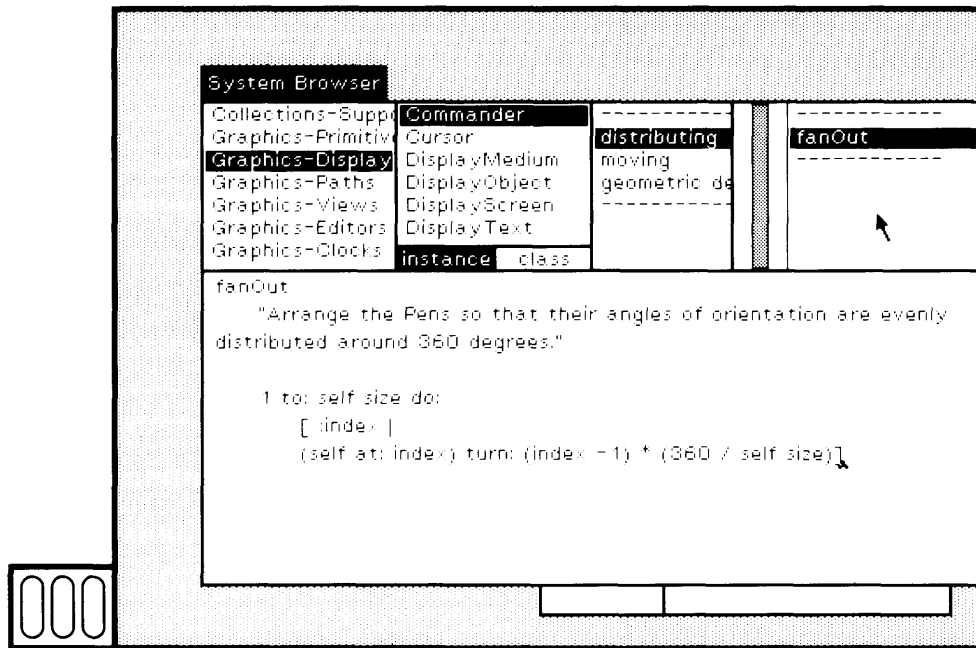 System Browser
Collections-Suppo
Graphics-Primitiv
Graphics-Display
Graphics-Paths
Graphics-Views
Graphics-Editors
Graphics-Clocks
Commander
Cursor
DisplayMedium
DisplayObject
DisplayScreen
DisplayText
instance class
------------
distributing
moving
geometric de
------------
------------
fanOut
------------
fanOut
"Arrange the Pens so that their angles of orientation are evenly
distributed around 360 degrees."
1 to: self size do:
[ :index |
(self at: index) turn: (index -1) * (360 / self size)]